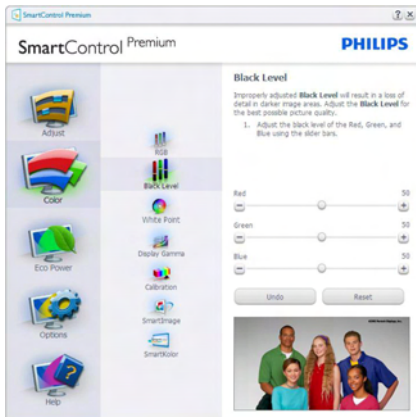 SmartControl Premium
SmartControl Premium
PHILIPS
Adjust
Color
Eco Power
Options
Help
RGB
Black Level
White Point
Display Gamma
Calibration
SmartImage
SmartKolor
Black Level
Improperly adjusted Black Level will result in a loss of
detail in darker image areas. Adjust the Black Level for
the best possible picture quality.
1. Adjust the black level of the Red, Green, and
Blue using the slider bars.
Red 50
Green 50
Blue 50
Undo Reset